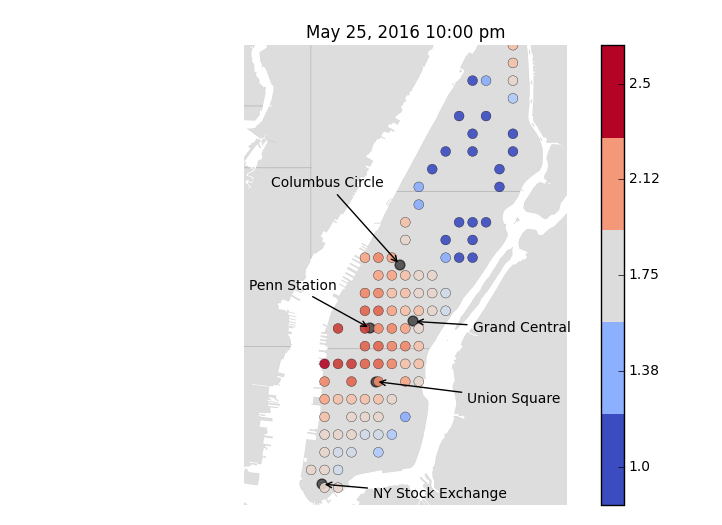 May 25, 2016 10:00 pm
2.5
Columbus Circle
2.12
Penn Station
1.75
Grand Central
1.38
Union Square
1.0
NY Stock Exchange